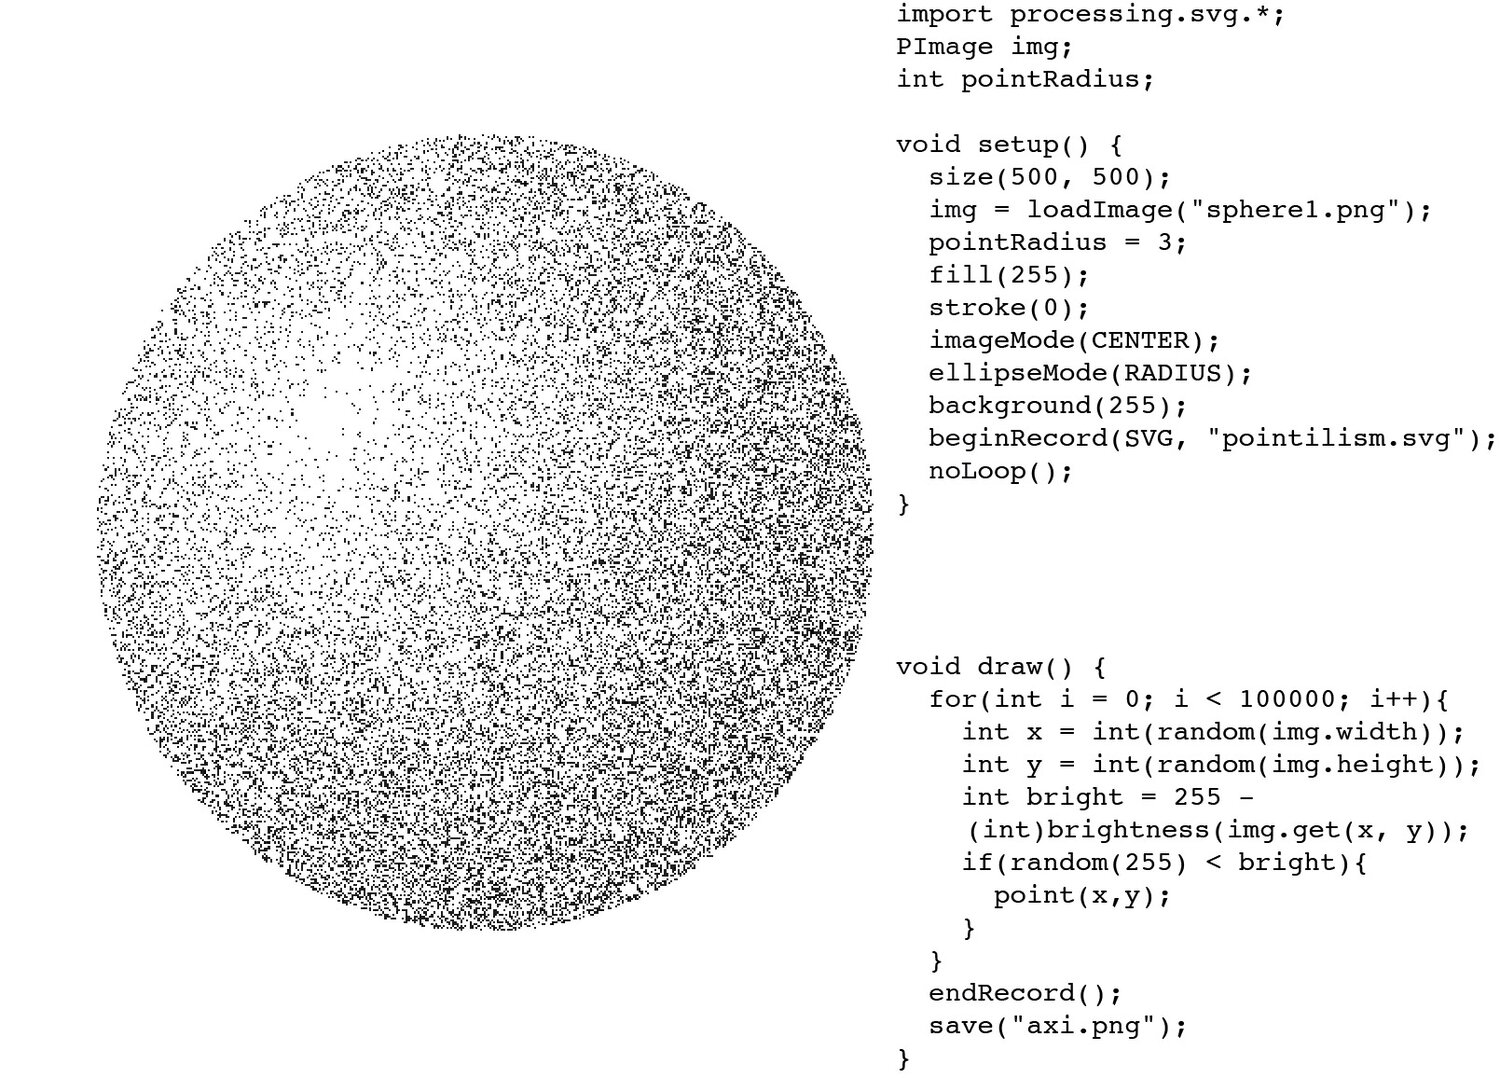 import processing.svg.*;
PImage img;
int pointRadius;
void setup() {
  size(500, 500);
  img = loadImage("sphere1.png");
  pointRadius = 3;
  fill(255);
  stroke(0);
  imageMode(CENTER);
  ellipseMode(RADIUS);
  background(255);
  beginRecord(SVG, "pointilism.svg");
  noLoop();
}
void draw() {
  for(int i = 0; i < 100000; i++){
    int x = int(random(img.width));
    int y = int(random(img.height));
    int bright = 255 –
    (int)brightness(img.get(x, y));
    if(random(255) < bright){
      point(x,y);
    }
  }
  endRecord();
  save("axi.png");
}